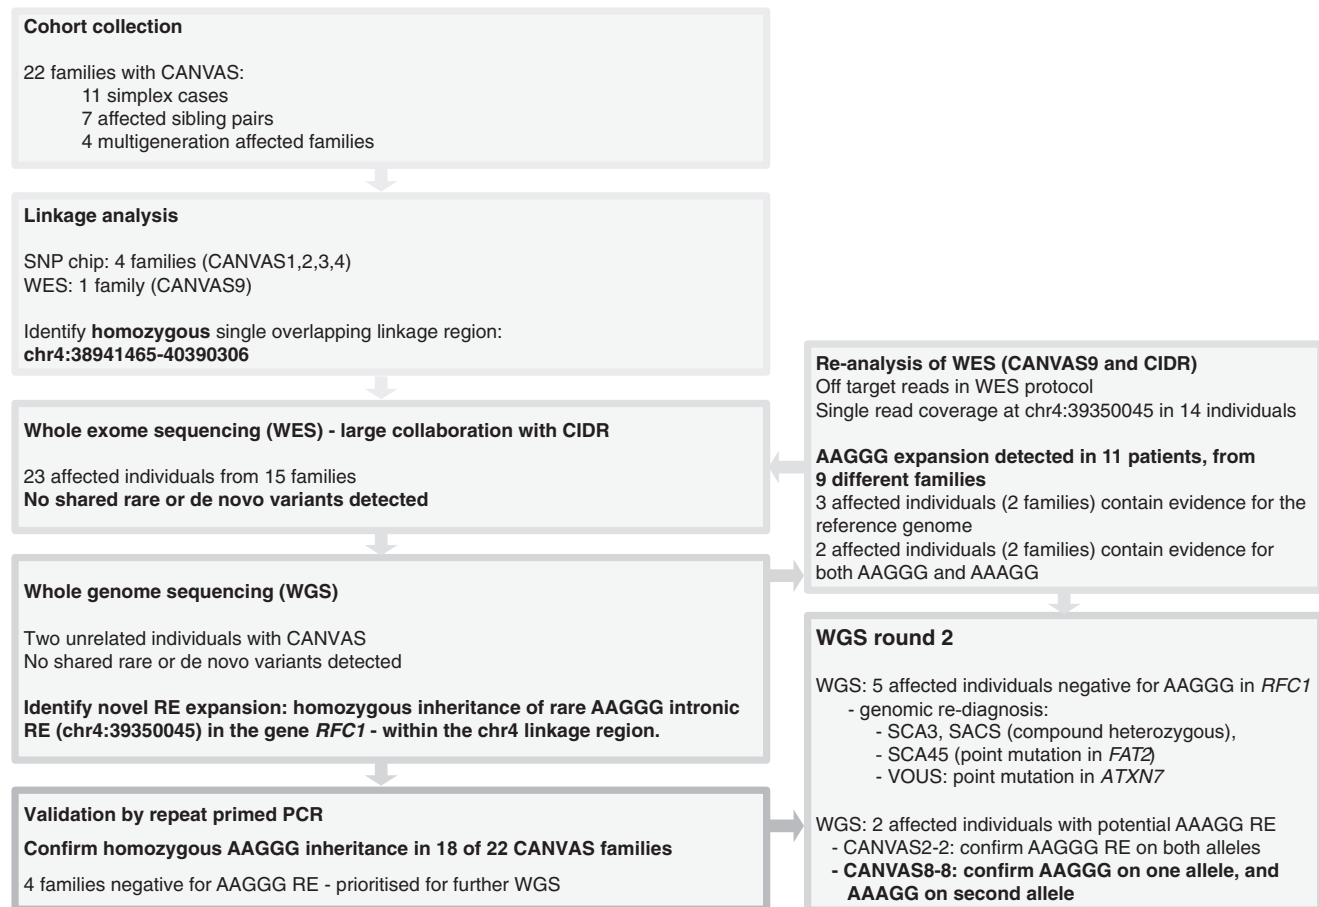 Cohort collection
22 families with CANVAS:
11 simplex cases
7 affected sibling pairs
4 multigeneration affected families
Linkage analysis
SNP chip: 4 families (CANVAS1,2,3,4)
WES: 1 family (CANVAS9)
Identify homozygous single overlapping linkage region:
chr4:38941465-40390306
Whole exome sequencing (WES) - large collaboration with CIDR
23 affected individuals from 15 families
No shared rare or de novo variants detected
Whole genome sequencing (WGS)
Two unrelated individuals with CANVAS
No shared rare or de novo variants detected
Identify novel RE expansion: homozygous inheritance of rare AAGGG intronic
RE (chr4:39350045) in the gene RFC1 - within the chr4 linkage region.
Validation by repeat primed PCR
Confirm homozygous AAGGG inheritance in 18 of 22 CANVAS families
4 families negative for AAGGG RE - prioritised for further WGS
Re-analysis of WES (CANVAS9 and CIDR)
Off target reads in WES protocol
Single read coverage at chr4:39350045 in 14 individuals
AAGGG expansion detected in 11 patients, from
9 different families
3 affected individuals (2 families) contain evidence for the
reference genome
2 affected individuals (2 families) contain evidence for
both AAGGG and AAAGG
WGS round 2
WGS: 5 affected individuals negative for AAGGG in RFC1
- genomic re-diagnosis:
- SCA3, SACS (compound heterozygous),
- SCA45 (point mutation in FAT2)
- VOUS: point mutation in ATXN7
WGS: 2 affected individuals with potential AAAGG RE
- CANVAS2-2: confirm AAGGG RE on both alleles
- CANVAS8-8: confirm AAGGG on one allele, and
AAAGG on second allele